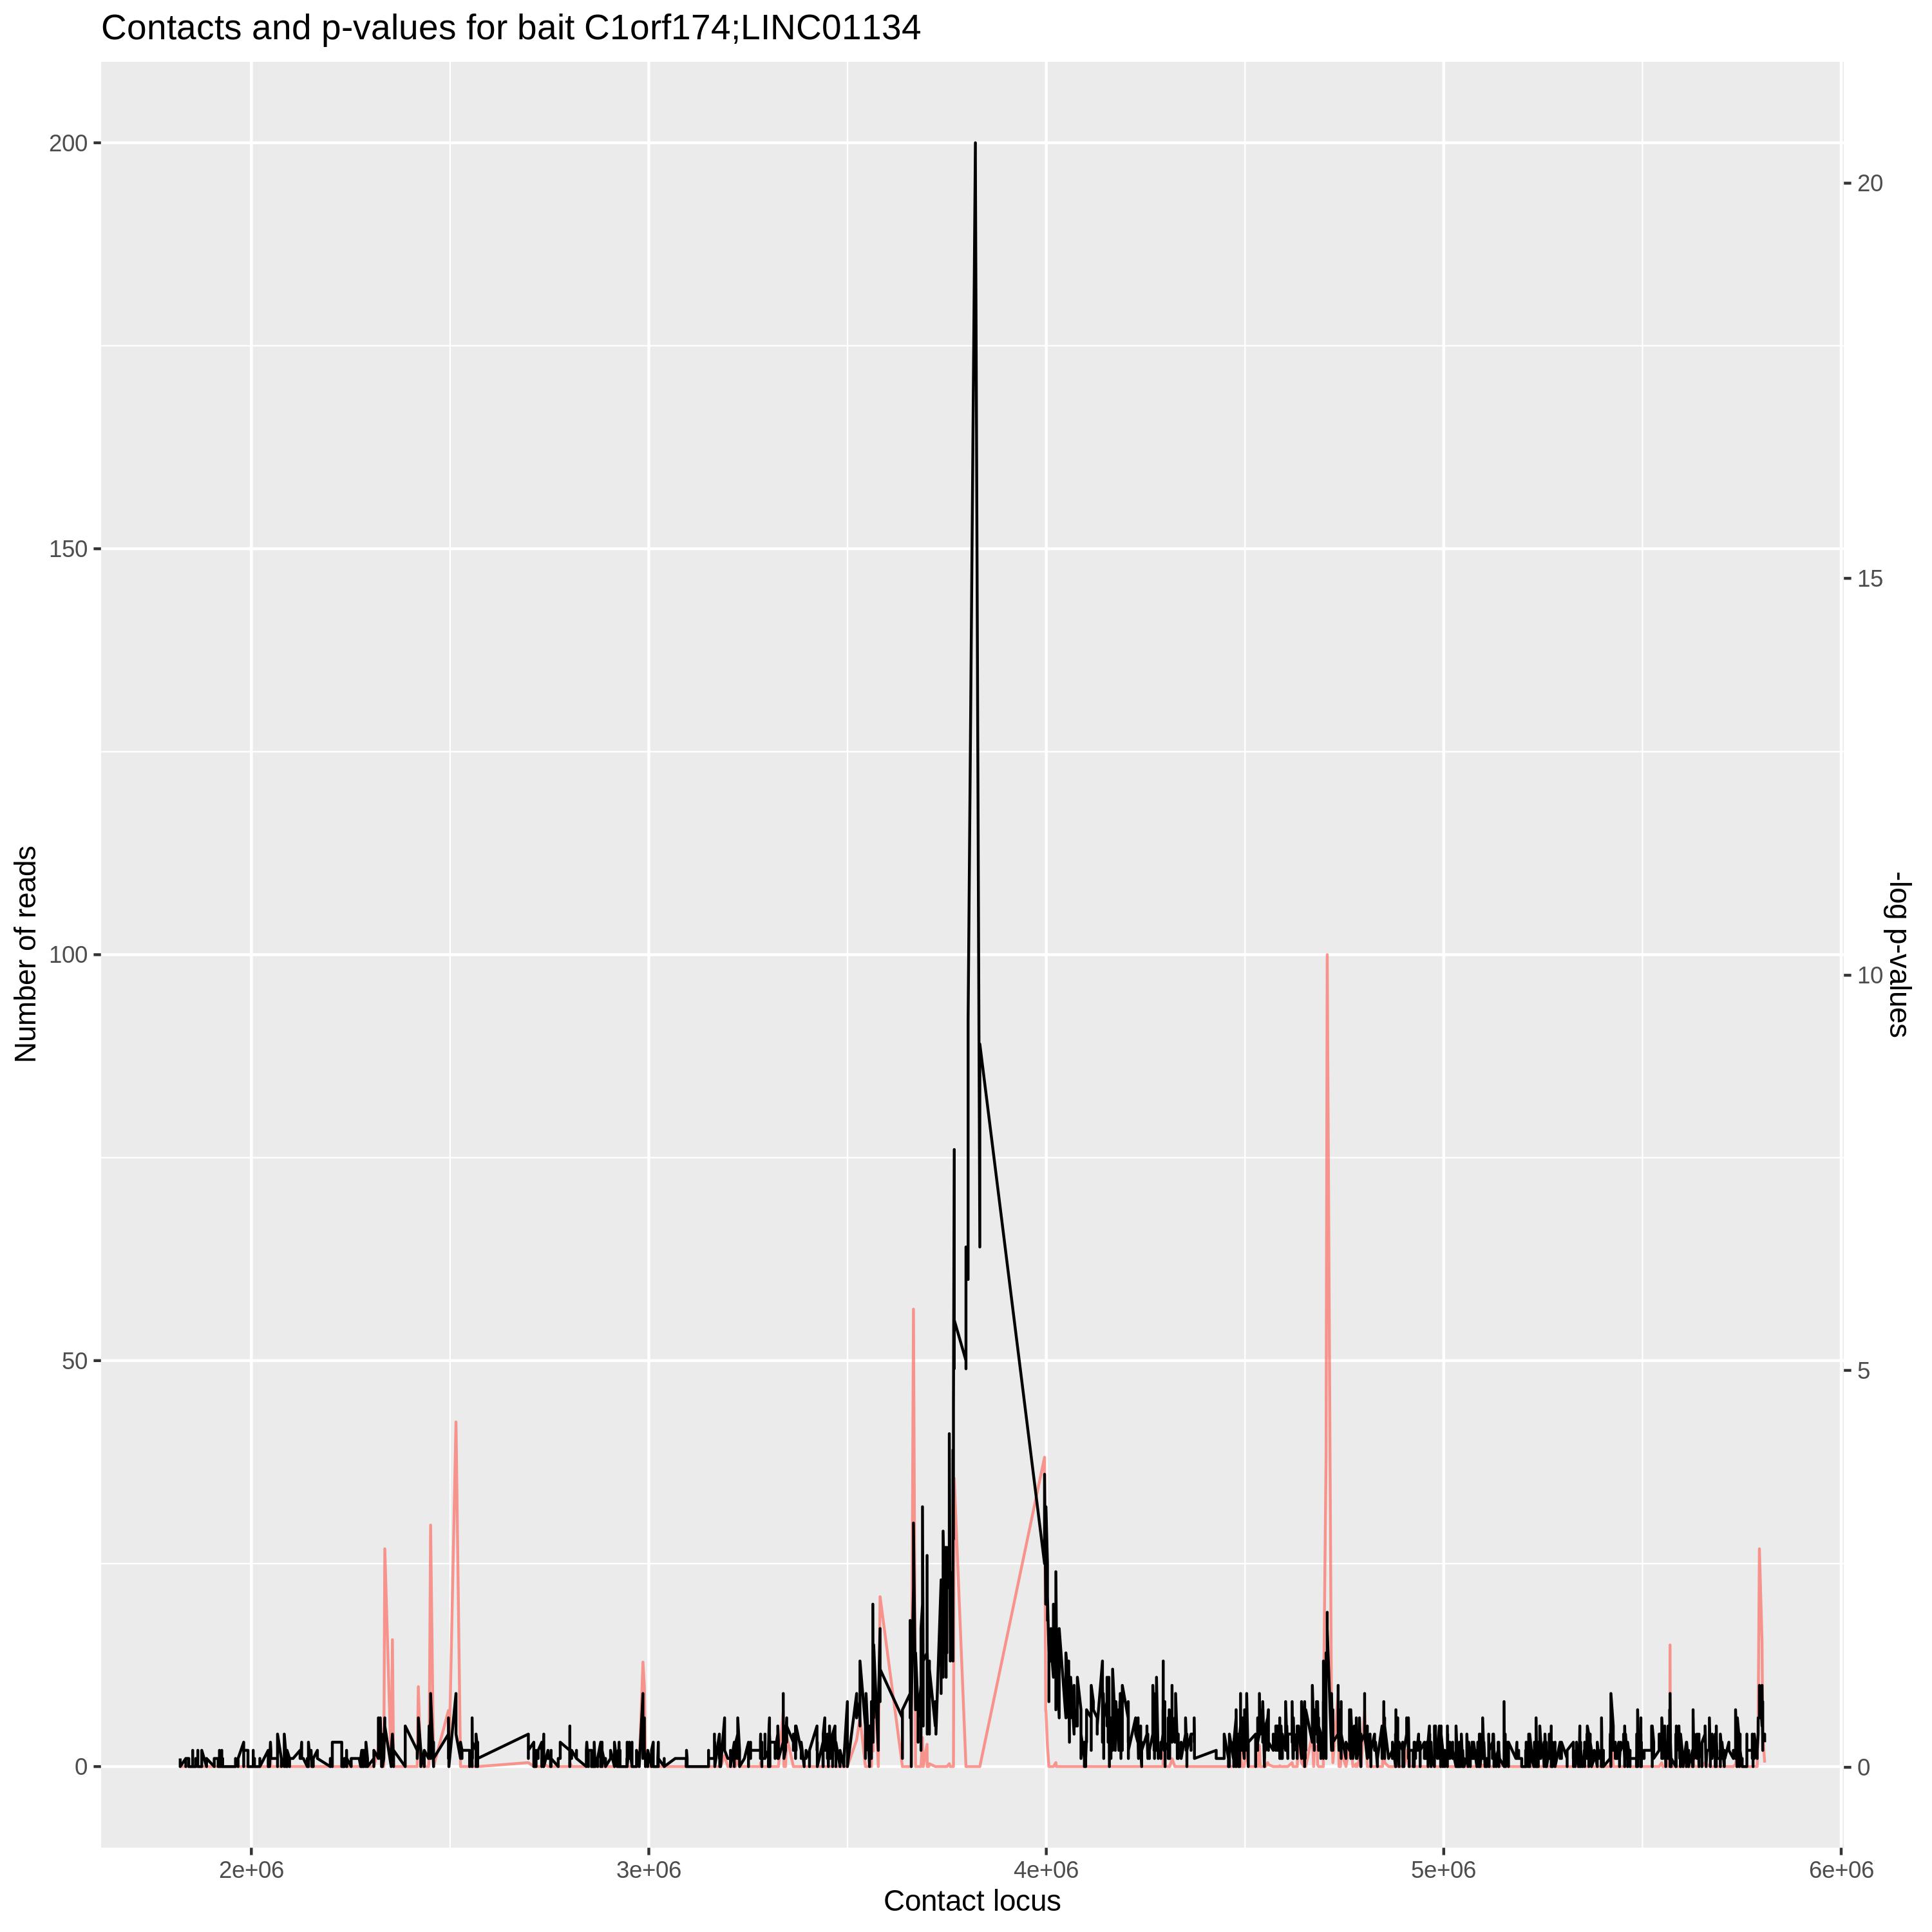 Contacts and p-values for bait C1orf174;LINC01134
200
150
100
50
0
Number of reads
20
15
10
5
0
-log p-values
2e+06
3e+06
4e+06
5e+06
6e+06
Contact locus